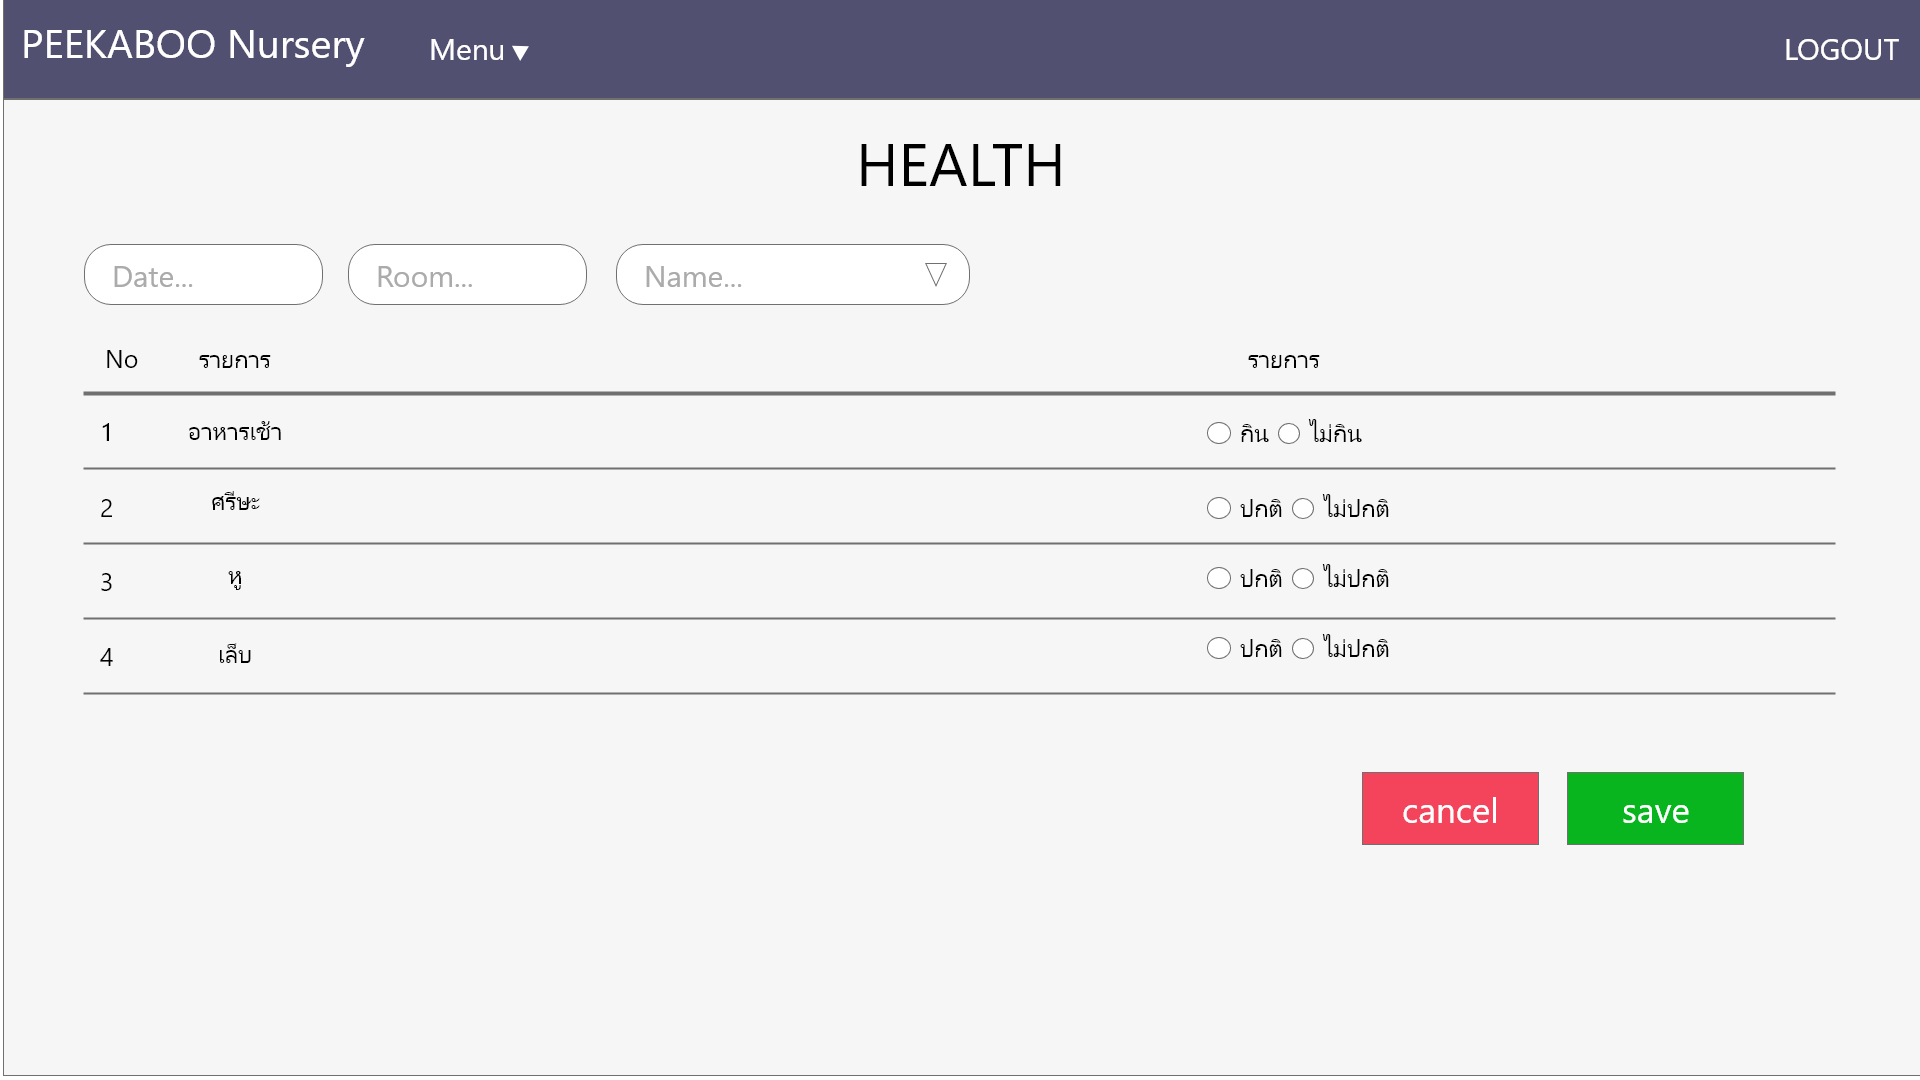 PEEKABOO Nursery Menu ▼ LOGOUT
HEALTH
Date... Room... Name...
No รายการ รายการ
1 อาหารเช้า กิน ไม่กิน
2 ศรีษะ ปกติ ไม่ปกติ
3 หู ปกติ ไม่ปกติ
4 เล็บ ปกติ ไม่ปกติ
cancel save